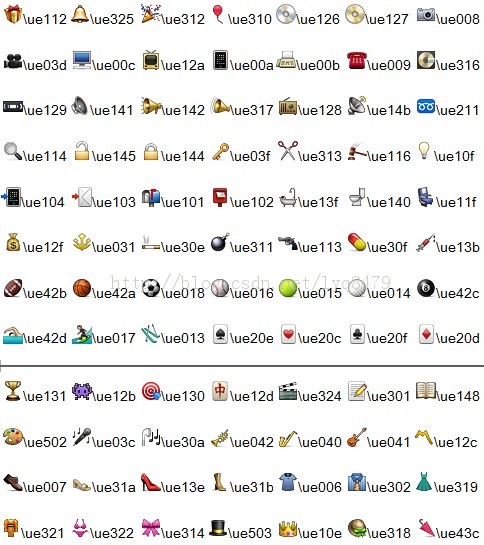 \ue112 \ue325 \ue312 \ue310 \ue126 \ue127 \ue008
\ue03d \ue00c \ue12a \ue00a \ue00b \ue009 \ue316
\ue129 \ue141 \ue142 \ue317 \ue128 \ue14b \ue211
\ue114 \ue145 \ue144 \ue03f \ue313 \ue116 \ue10f
\ue104 \ue103 \ue101 \ue102 \ue13f \ue140 \ue11f
\ue12f \ue031 \ue30e \ue311 \ue113 \ue30f \ue13b
\ue42b \ue42a \ue018 \ue016 \ue015 \ue014 \ue42c
\ue42d \ue017 \ue013 \ue20e \ue20c \ue20f \ue20d
\ue131 \ue12b \ue130 中 \ue12d \ue324 \ue301 \ue148
\ue502 \ue03c \ue30a \ue042 \ue040 \ue041 \ue12c
\ue007 \ue31a \ue13e \ue31b \ue006 \ue302 \ue319
\ue321 \ue322 \ue314 \ue503 \ue10e \ue318 \ue43c